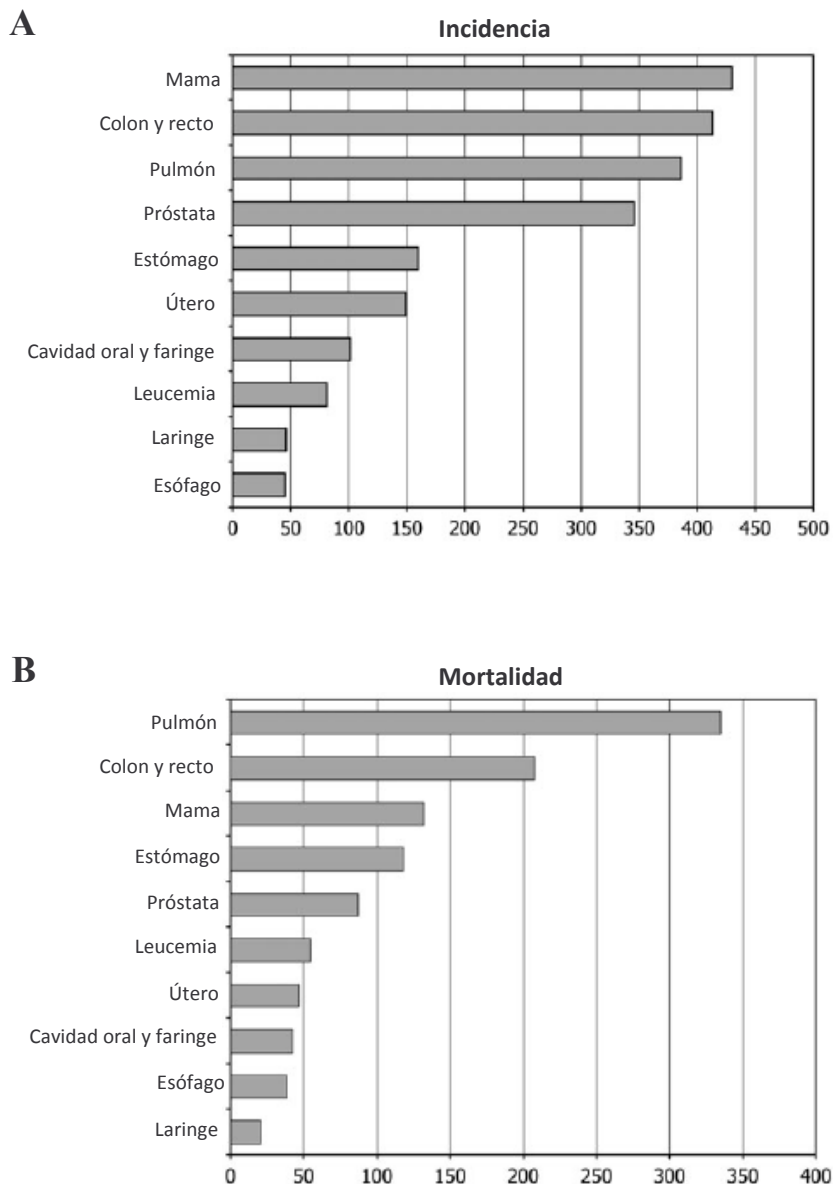 A
Incidencia
Mama
Colon y recto
Pulmón
Próstata
Estómago
Útero
Cavidad oral y faringe
Leucemia
Laringe
Esófago
0 50 100 150 200 250 300 350 400 450 500
B
Mortalidad
Pulmón
Colon y recto
Mama
Estómago
Próstata
Leucemia
Útero
Cavidad oral y faringe
Esófago
Laringe
0 50 100 150 200 250 300 350 400